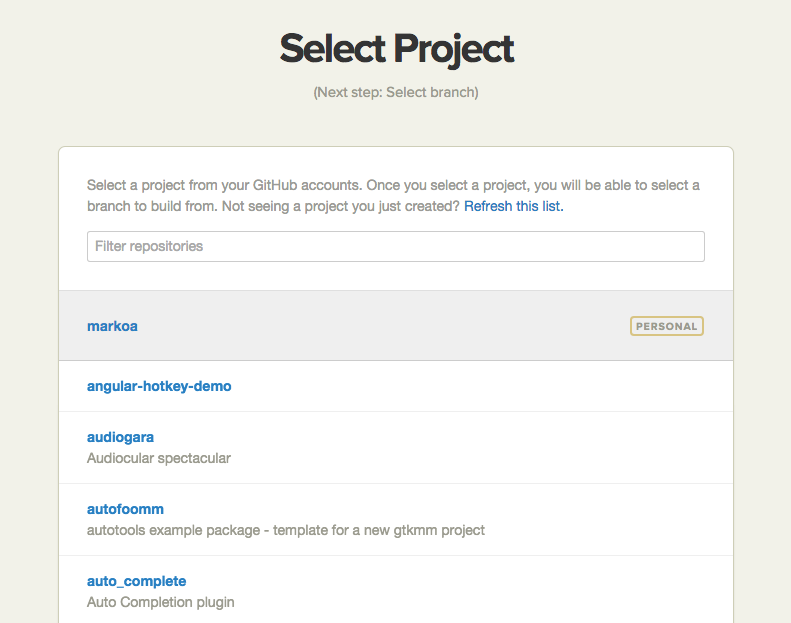 Select Project
(Next step: Select branch)
Select a project from your GitHub accounts. Once you select a project, you will be able to select a
branch to build from. Not seeing a project you just created? Refresh this list.
Filter repositories
markoa PERSONAL
angular-hotkey-demo
audiogara
Audiocular spectacular
autofoomm
autotools example package - template for a new gtkmm project
auto_complete
Auto Completion plugin